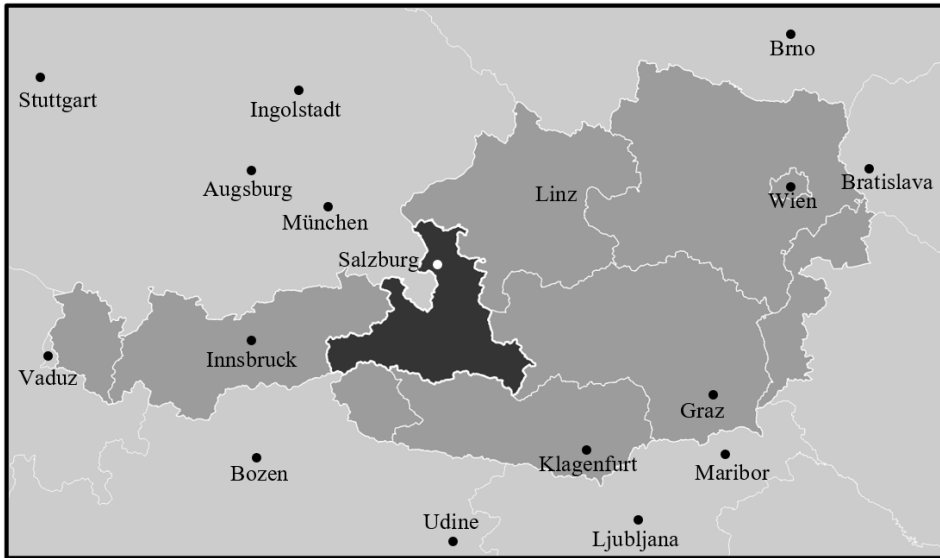 Brno
Stuttgart
Ingolstadt
Augsburg
Linz
Bratislava
Wien
München
Salzburg
Innsbruck
Vaduz
Graz
Bozen
Klagenfurt
Maribor
Udine
Ljubljana